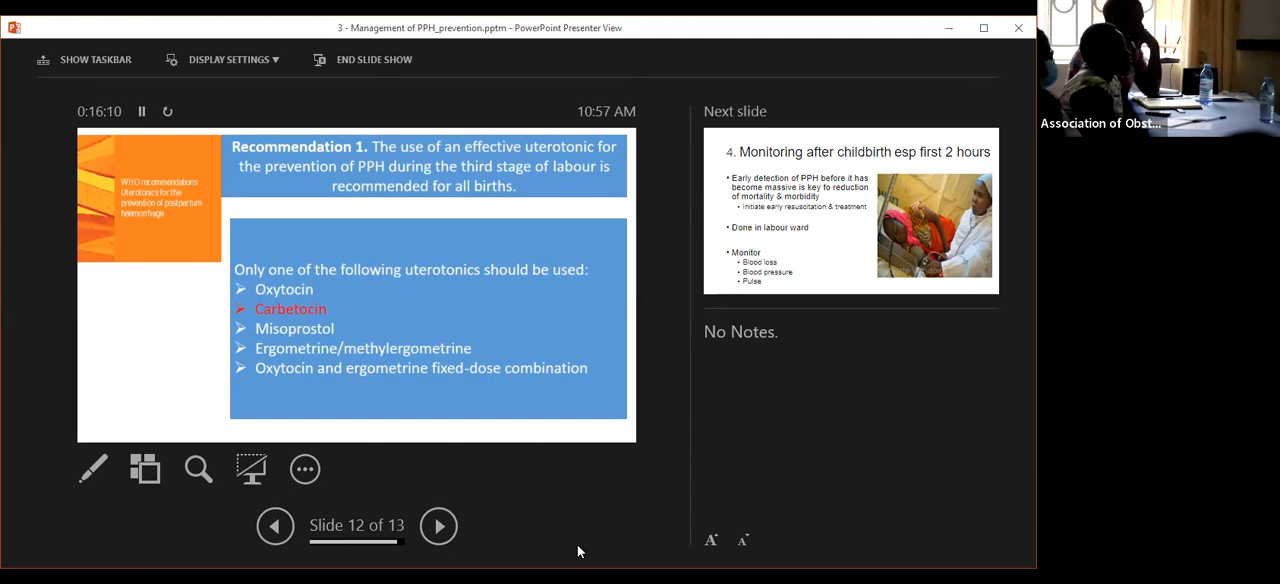 3 - Management of PPH_prevention.pptm - PowerPoint Presenter View
SHOW TASKBAR
DISPLAY SETTINGS ▼
END SLIDE SHOW
0:16:10
10:57 AM
WHO recommendations
Uterotonics for the
prevention of postpartum
haemorrhage
Recommendation 1. The use of an effective uterotonic for
the prevention of PPH during the third stage of labour is
recommended for all births.
Only one of the following uterotonics should be used:
➢ Oxytocin
➢ Carbetocin
➢ Misoprostol
➢ Ergometrine/methylergometrine
➢ Oxytocin and ergometrine fixed-dose combination
Slide 12 of 13
Next slide
4. Monitoring after childbirth esp first 2 hours
• Early detection of PPH before it has
become massive is key to reduction
of mortality & morbidity
• Initiate early resuscitation & treatment
• Done in labour ward
• Monitor
• Blood loss
• Blood pressure
• Pulse
No Notes.
A A
Association of Obst...